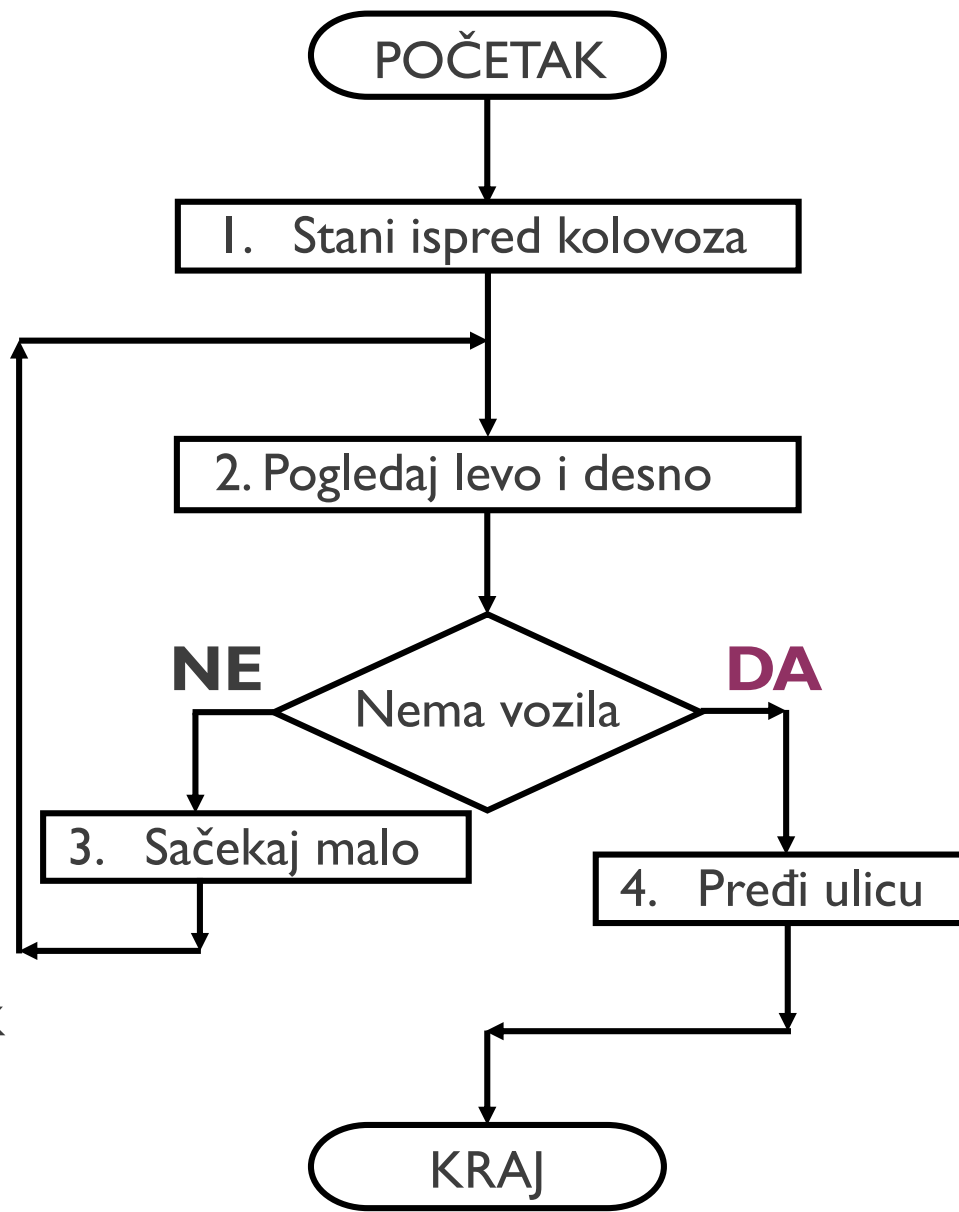 POČETAK
1. Stani ispred kolovoza
2. Pogledaj levo i desno
NE
DA
Nema vozila
3. Sačekaj malo
4. Pređi ulicu
KRAJ